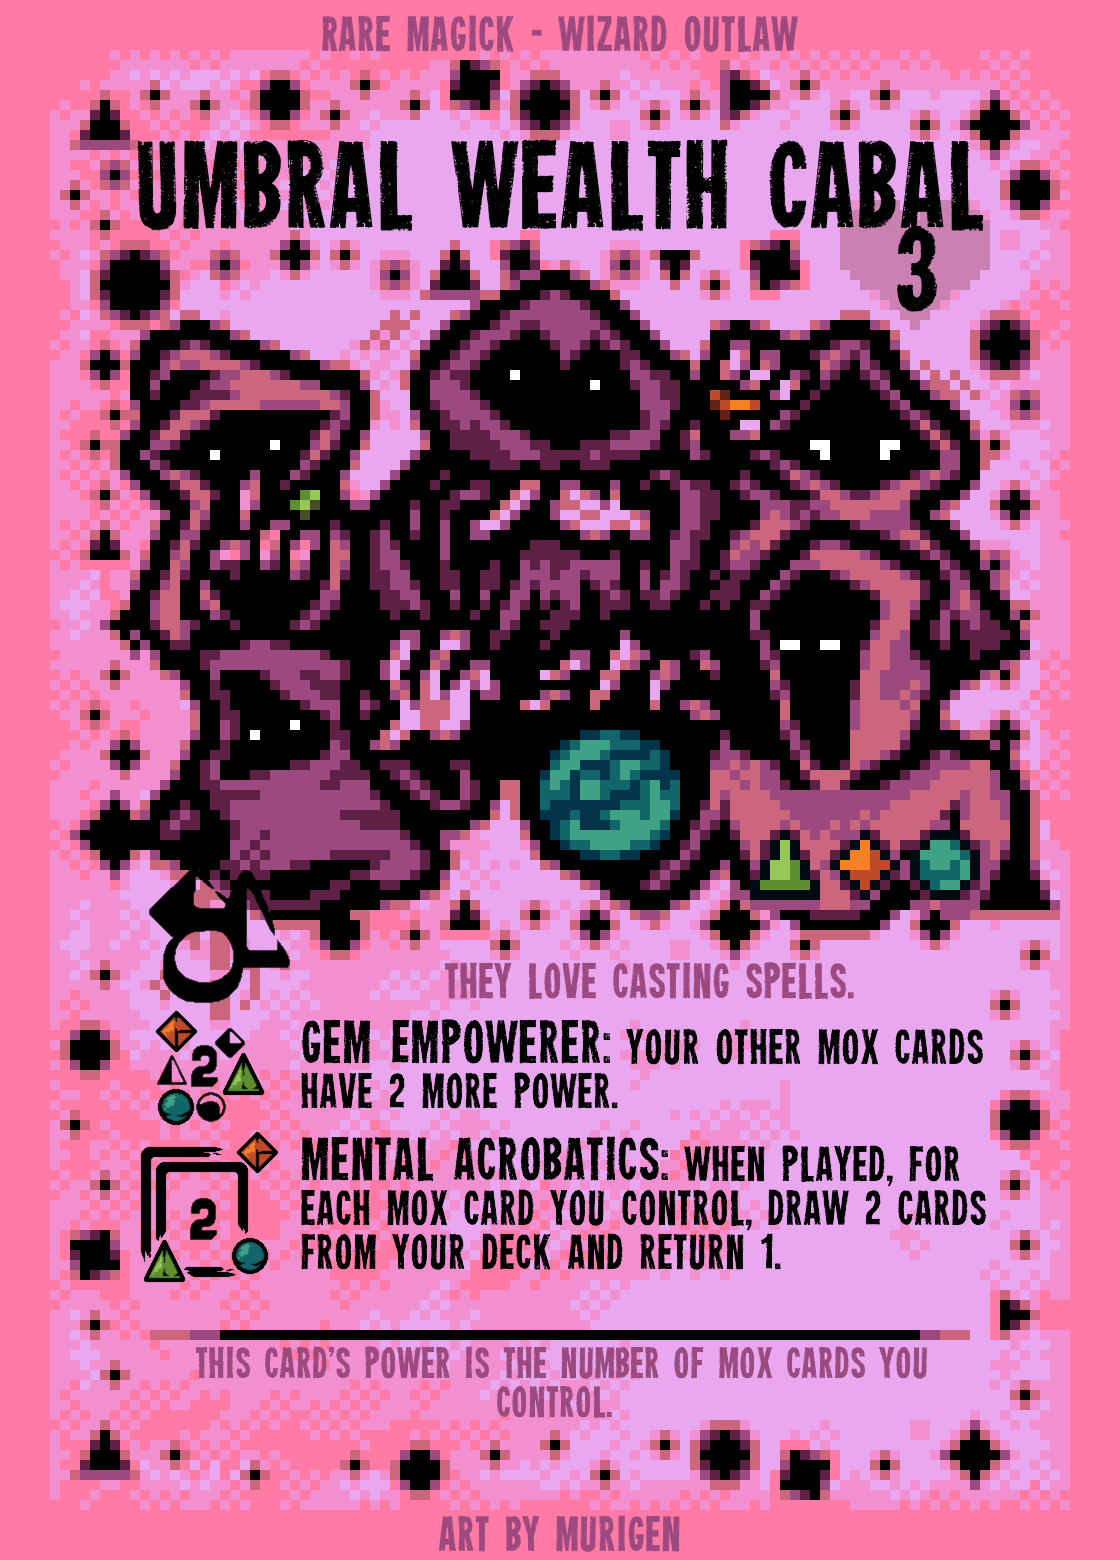 RARE MAGICK - WIZARD OUTLAW
UMBRAL WEALTH CABAL
3
THEY LOVE CASTING SPELLS.
2
GEM EMPOWERER: YOUR OTHER MOX CARDS
HAVE 2 MORE POWER.
2
MENTAL ACROBATICS: WHEN PLAYED, FOR
EACH MOX CARD YOU CONTROL, DRAW 2 CARDS
FROM YOUR DECK AND RETURN 1.
THIS CARD'S POWER IS THE NUMBER OF MOX CARDS YOU
CONTROL.
ART BY MURIGEN